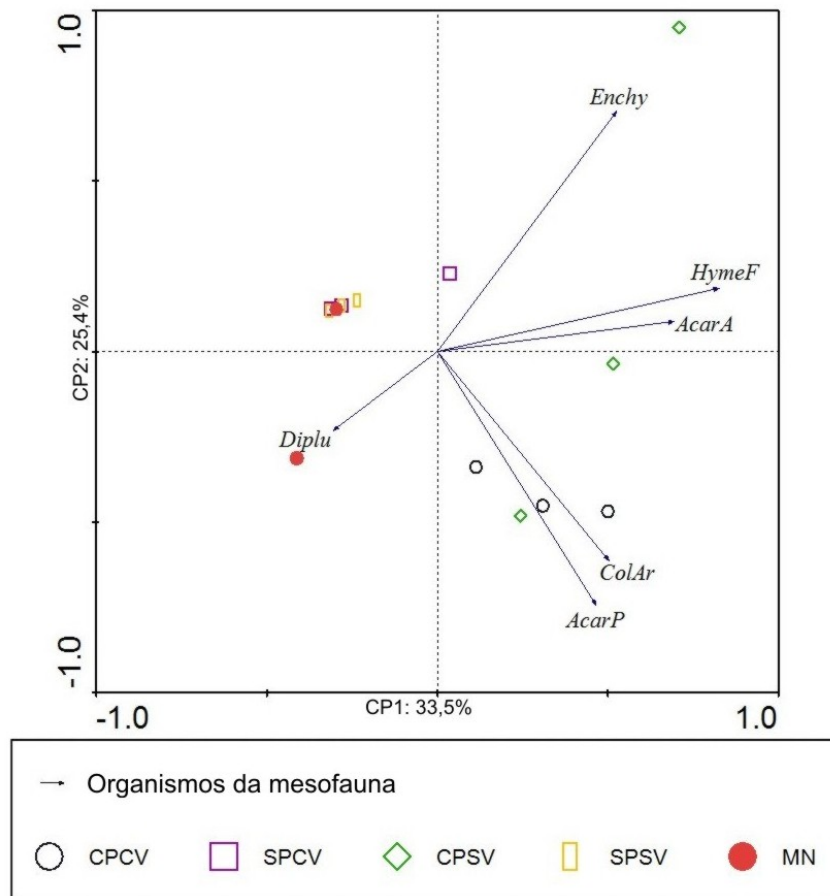 1.0
Enchy
HymeF
AcarA
CP2: 25,4%
Diplu
ColAr
AcarP
-1.0
-1.0
CP1: 33,5%
1.0
Organismos da mesofauna
CPCV SPCV CPSV SPSV MN